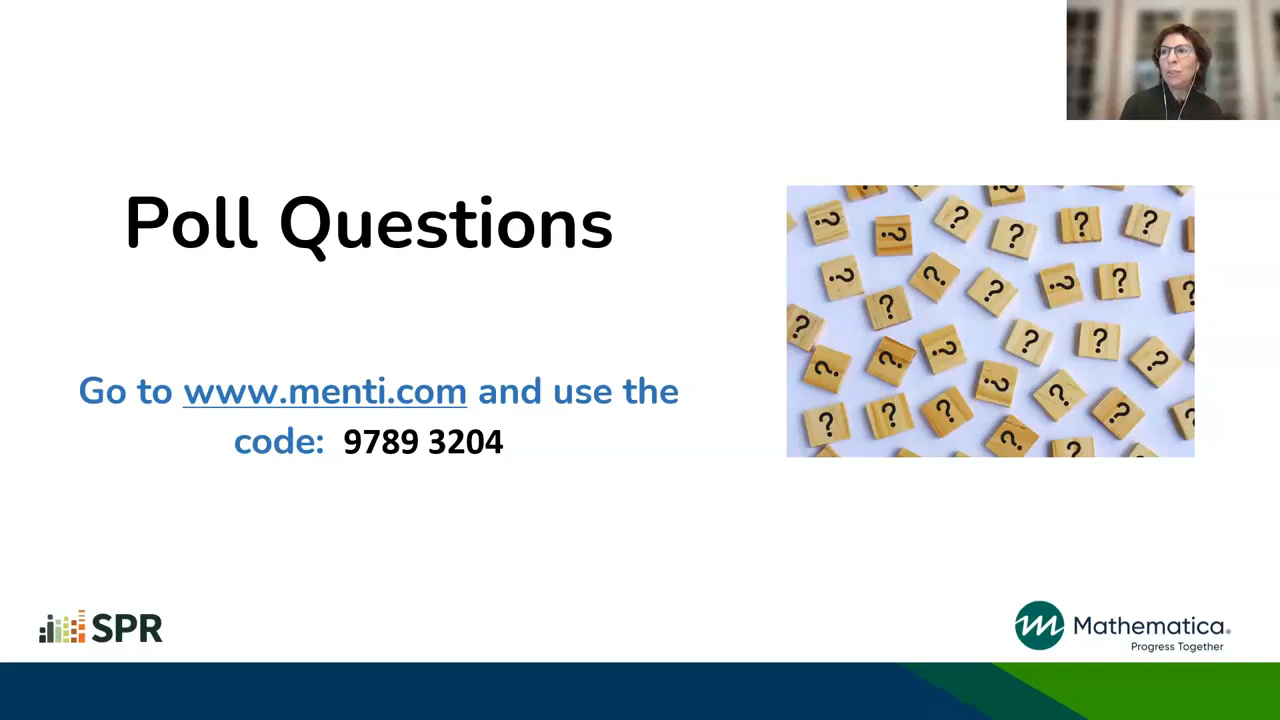 Poll Questions
Go to www.menti.com and use the
code: 9789 3204
SPR
Mathematica®
Progress Together